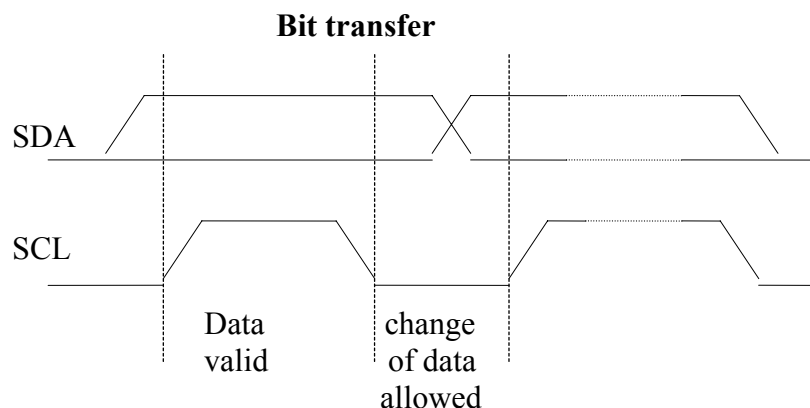 Bit transfer
SDA
SCL
Data
valid
change
of data
allowed